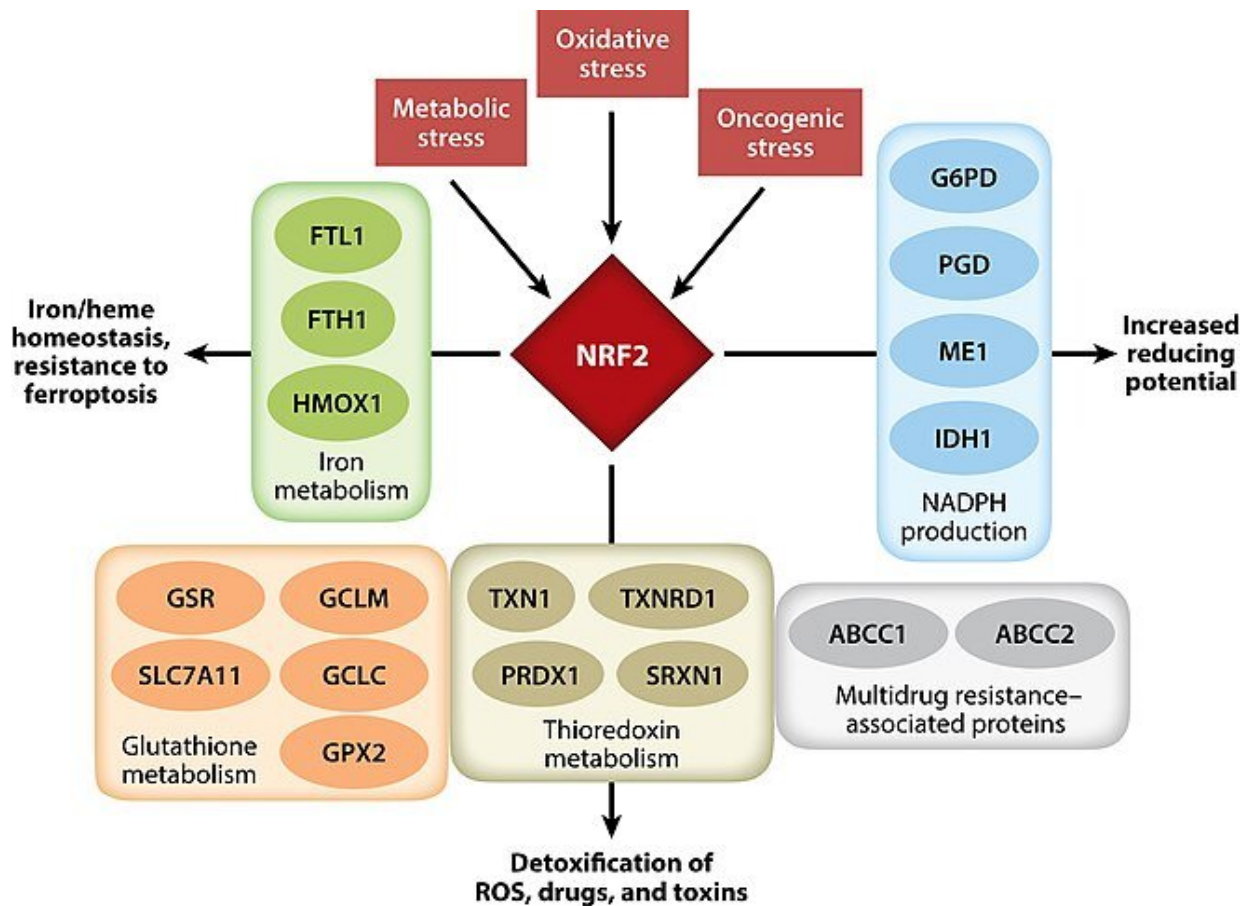 Oxidative
stress
Metabolic
stress
Oncogenic
stress
FTL1
FTH1
HMOX1
Iron
metabolism
Iron/heme
homeostasis,
resistance to
ferroptosis
NRF2
G6PD
PGD
ME1
IDH1
NADPH
production
Increased
reducing
potential
GSR
GCLM
SLC7A11
GCLC
GPX2
Glutathione
metabolism
TXN1
TXNRD1
PRDX1
SRXN1
Thioredoxin
metabolism
ABCC1
ABCC2
Multidrug resistance–
associated proteins
Detoxification of
ROS, drugs, and toxins